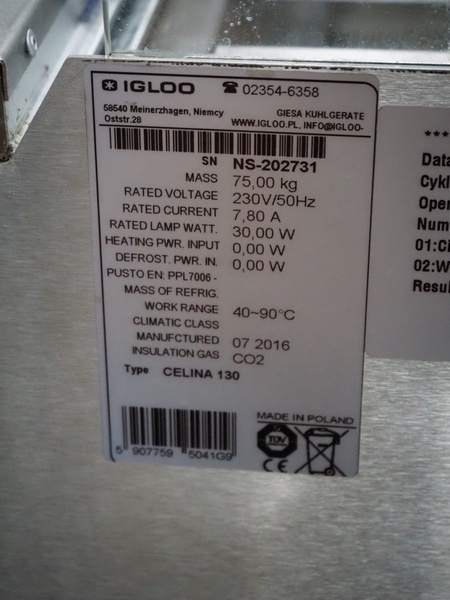 IGLOO ☎ 02354-6358
58540 Meinerzhagen, Niemcy GIESA KUHLGERATE
Oststr.28 WWW.IGLOO.PL, INFO@IGLOO-
SN NS-202731
MASS 75,00 kg
RATED VOLTAGE 230V/50Hz
RATED CURRENT 7,80 A
RATED LAMP WATT. 30,00 W
HEATING PWR. INPUT 0,00 W
DEFROST. PWR. IN. 0,00 W
PUSTO EN: PPL7006 -
MASS OF REFRIG.
WORK RANGE 40~90°C
CLIMATIC CLASS
MANUFCTURED 07 2016
INSULATION GAS CO2
Type CELINA 130
MADE IN POLAND
TÜV
CE
5 907759 5041G9
***
Data
Cykl
Oper
Num
01:Ci
02:W
Resul